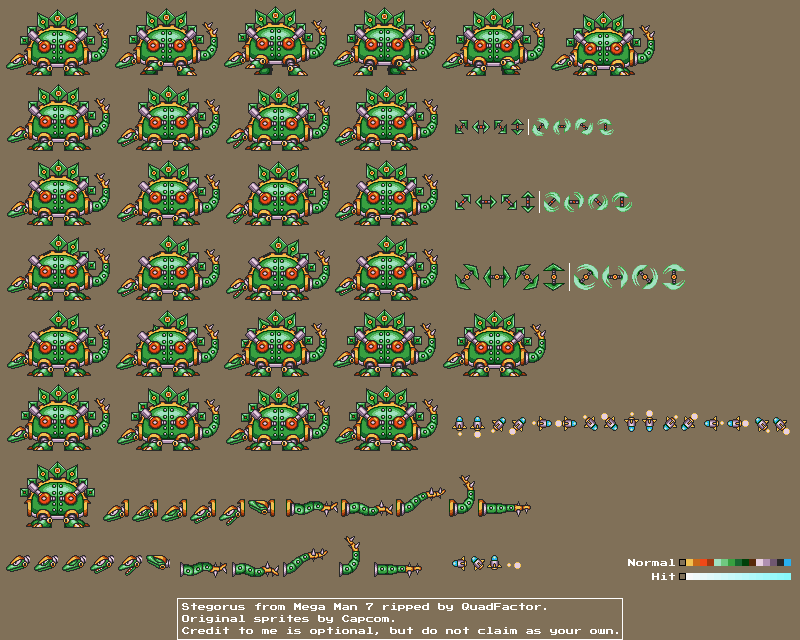 Normal
Hit
Stegorus from Mega Man 7 ripped by QuadFactor.
Original sprites by Capcom.
Credit to me is optional, but do not claim as your own.